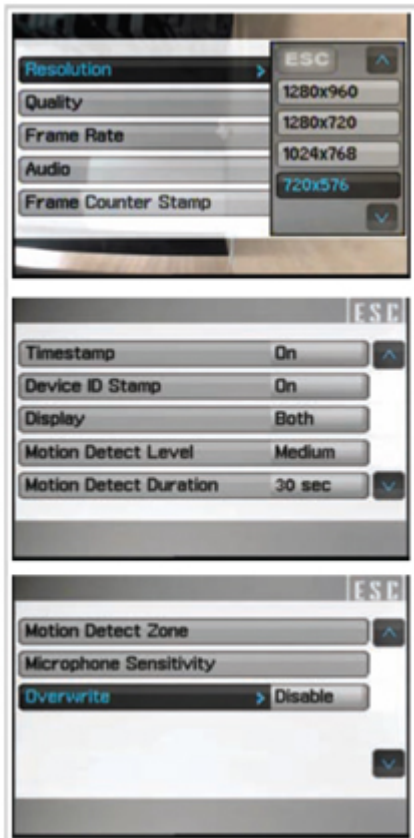 ESC
Resolution >
1280x960
Quality
1280x720
Frame Rate
1024x768
Audio
720x576
Frame Counter Stamp
ESC
Timestamp On
Device ID Stamp On
Display Both
Motion Detect Level Medium
Motion Detect Duration 30 sec
ESC
Motion Detect Zone
Microphone Sensitivity
Overwrite > Disable